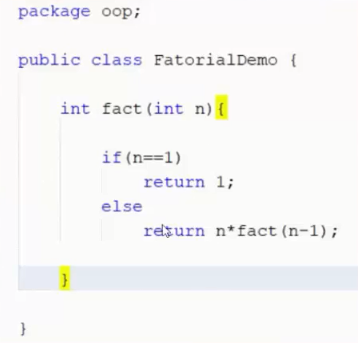 package oop;
public class FatorialDemo {
int fact(int n){
if(n==1)
return 1;
else
return n*fact(n-1);
}
}